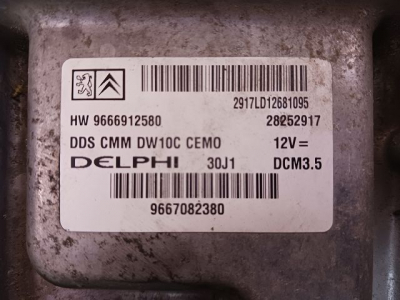 2917LD12681095
HW 9666912580 28252917
DDS CMM DW10C CEMO 12V=
DELPHI 30J1 DCM3.5
9667082380